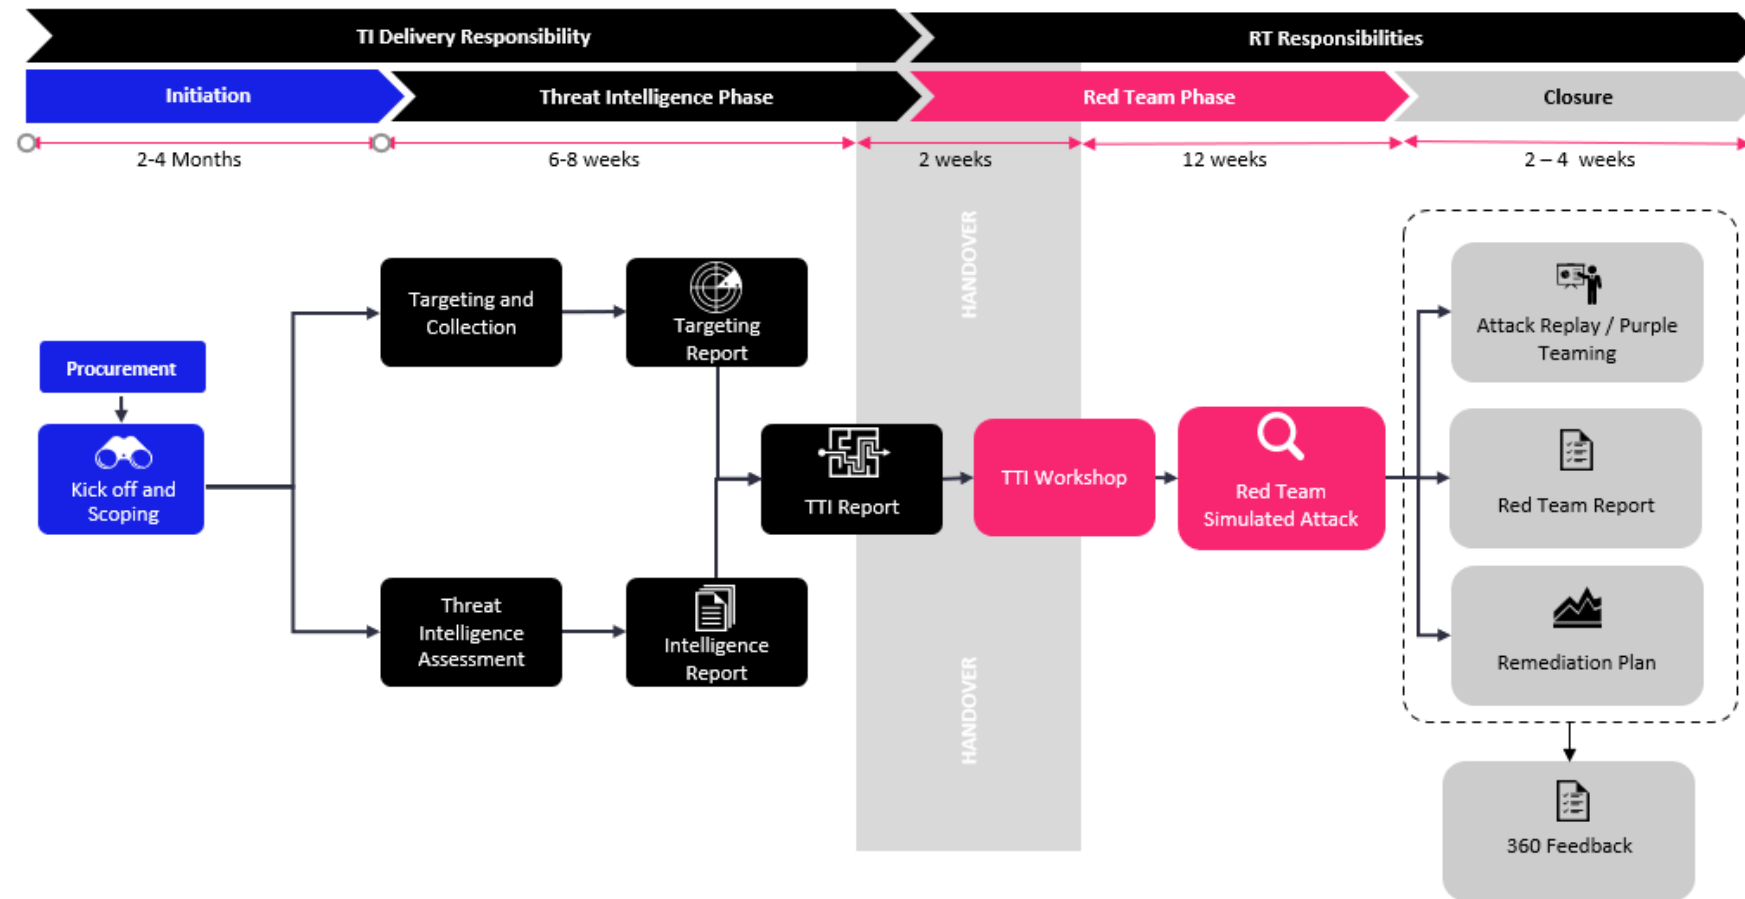 TI Delivery Responsibility
RT Responsibilities
Initiation
Threat Intelligence Phase
Red Team Phase
Closure
2-4 Months
6-8 weeks
2 weeks
12 weeks
2 – 4 weeks
HANDOVER
Targeting and
Collection
Targeting
Report
Attack Replay / Purple
Teaming
Procurement
Kick off and
Scoping
TTI Report
TTI Workshop
Red Team
Simulated Attack
Red Team Report
Threat
Intelligence
Assessment
Intelligence
Report
HANDOVER
Remediation Plan
360 Feedback